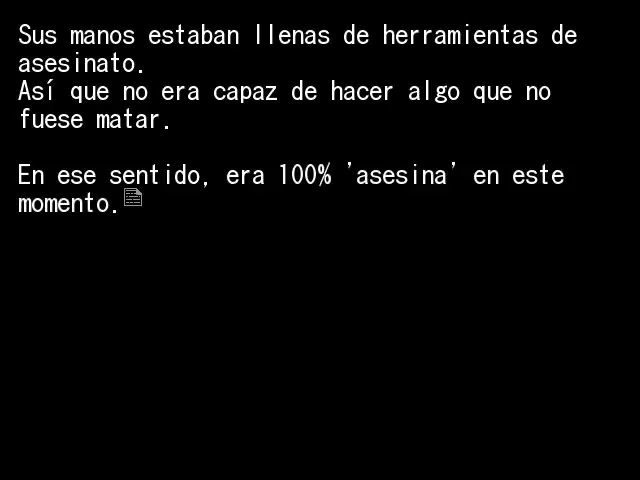 Sus manos estaban llenas de herramientas de
asesinato.
Así que no era capaz de hacer algo que no
fuese matar.
En ese sentido, era 100% 'asesina' en este
momento.